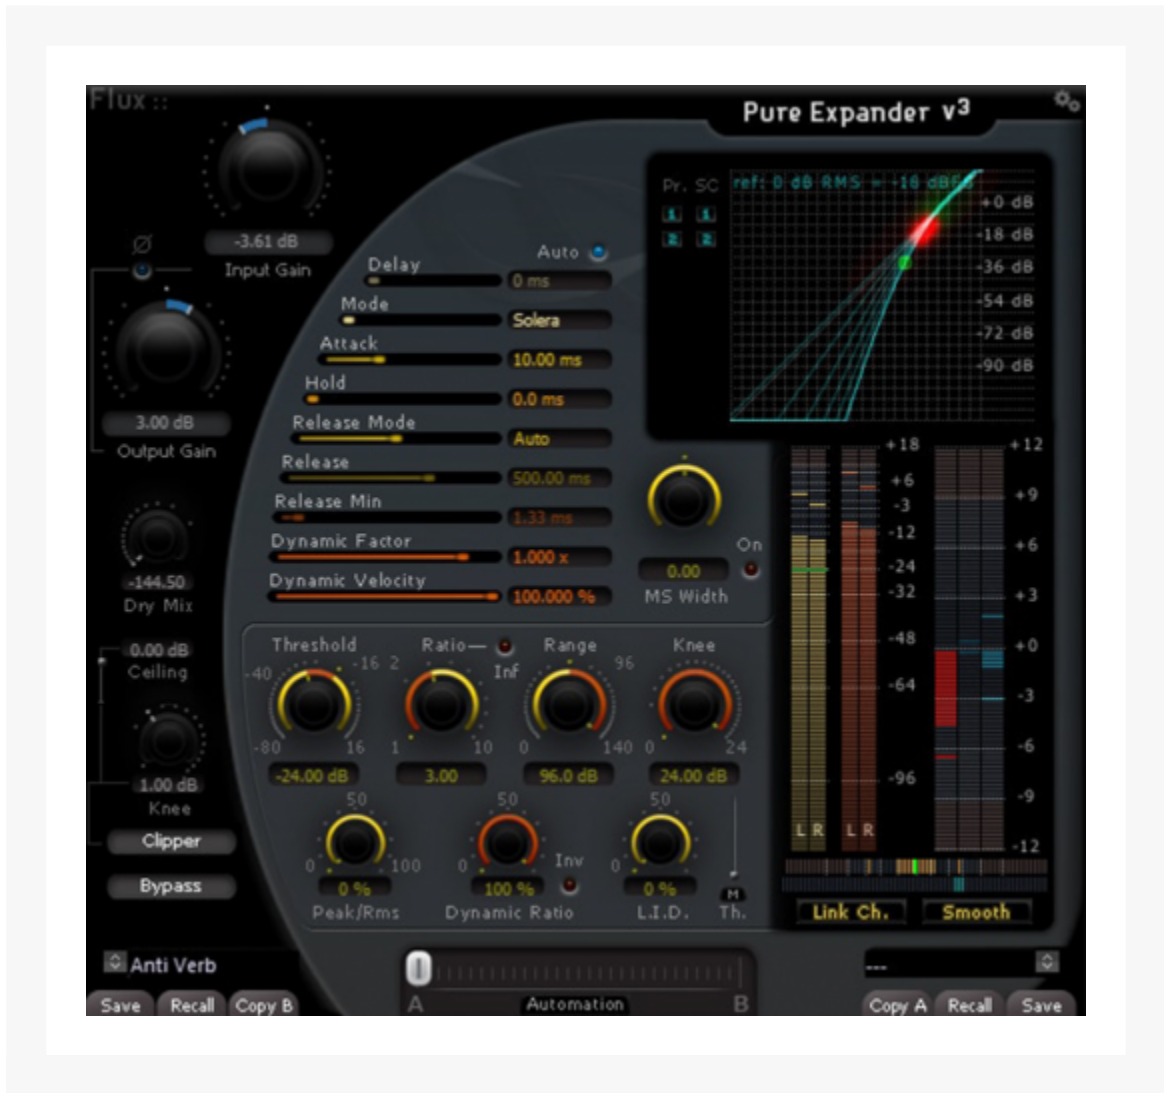 Flux ::
Pure Expander v3
-3.61 dB
Input Gain
Ø
3.00 dB
Output Gain
-144.50
Dry Mix
0.00 dB
Ceiling
1.00 dB
Knee
Clipper
Bypass
Auto
Delay
0 ms
Mode
Solera
Attack
10.00 ms
Hold
0.0 ms
Release Mode
Auto
Release
500.00 ms
Release Min
1.33 ms
Dynamic Factor
1.000 x
Dynamic Velocity
100.000 %
Pr. SC
1 1
2 2
ref: 0 dB RMS = -18 dBFS
+0 dB
-18 dB
-36 dB
-54 dB
-72 dB
-90 dB
On
0.00
MS Width
Threshold
-40 -16
-80 16
-24.00 dB
Ratio
Inf
2
1 10
3.00
Range
96
0 140
96.0 dB
Knee
0 24
24.00 dB
50
0 100
0 %
Peak/Rms
50
0
Inv
100 %
Dynamic Ratio
50
0
0 %
L.I.D.
M
Th.
+18
+6
-3
-12
-24
-32
-48
-64
-96
L R L R
+12
+9
+6
+3
+0
-3
-6
-9
-12
Link Ch. Smooth
Anti Verb
Save Recall Copy B
A Automation B
---
Copy A Recall Save